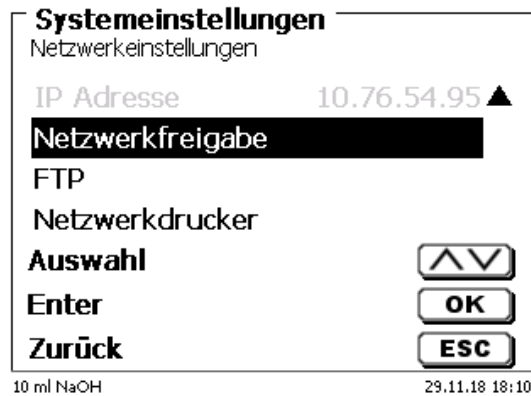 Systemeinstellungen
Netzwerkeinstellungen
IP Adresse 10.76.54.95
Netzwerkfreigabe
FTP
Netzwerkdrucker
Auswahl
Enter OK
Zurück ESC
10 ml NaOH 29.11.18 18:10